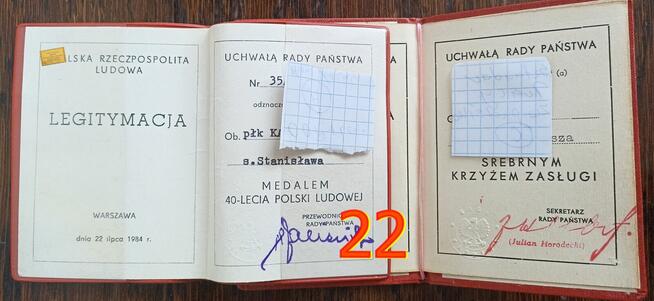 LSKA RZECZPOSPOLITA
LUDOWA
LEGITYMACJA
WARSZAWA
dnia 22 lipca 1984 r.
UCHWAŁĄ RADY PAŃSTWA
Nr 35
odznacz
Ob. płk
s.Stanisława
MEDALEM
40-LECIA POLSKI LUDOWEJ
PRZEWODNIC
RADY PAŃSTWA
22
UCHWAŁĄ RADY PAŃSTWA
(a)
sza
SREBRNYM
KRZYŻEM ZASŁUGI
SEKRETARZ
RADY PAŃSTWA
(Julian Horodecki)